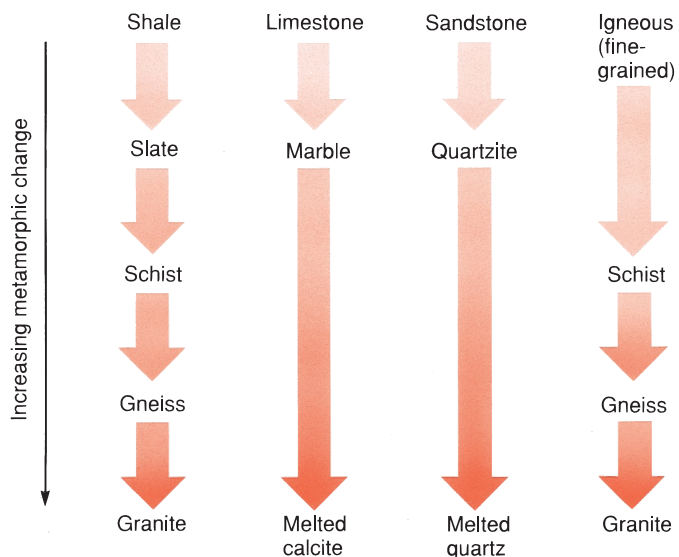 Shale
Limestone
Sandstone
Igneous
(fine-
grained)
Slate
Marble
Quartzite
Schist
Schist
Gneiss
Gneiss
Granite
Melted
calcite
Melted
quartz
Granite
Increasing metamorphic change